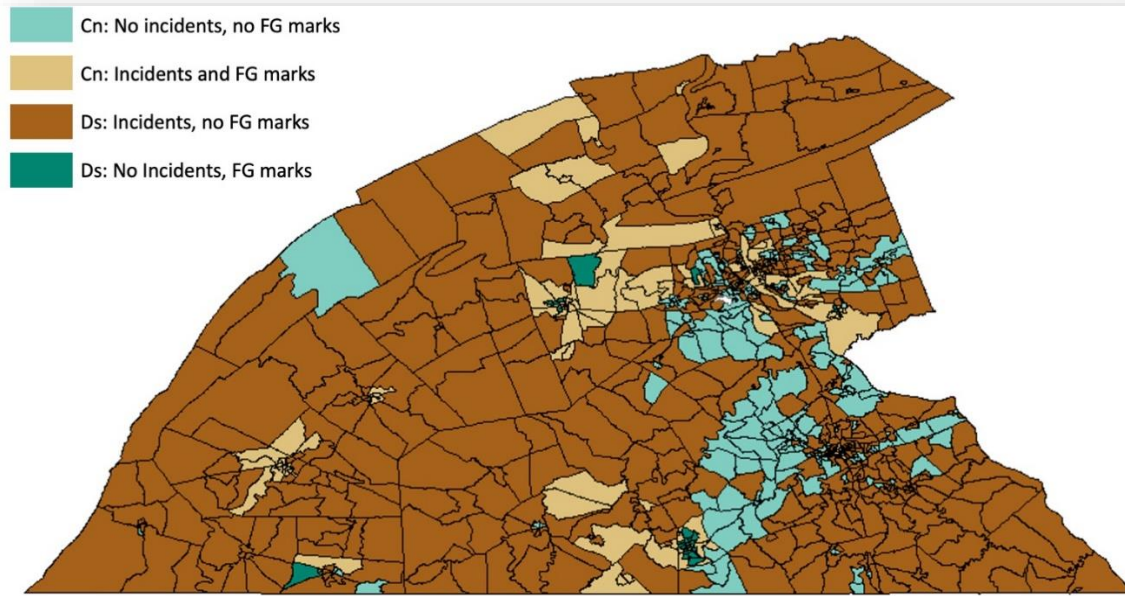 Cn: No incidents, no FG marks
Cn: Incidents and FG marks
Ds: Incidents, no FG marks
Ds: No Incidents, FG marks